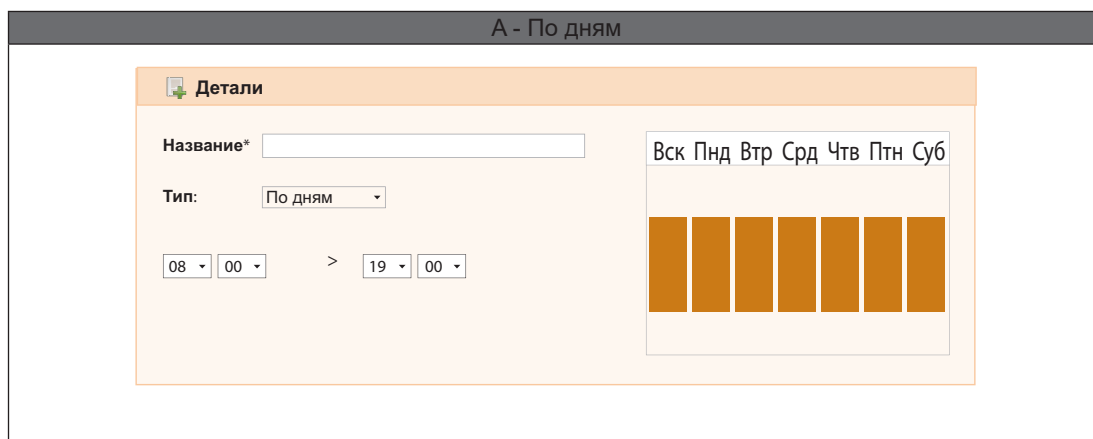 А - По дням
Детали
Название*
Вск Пнд Втр Срд Чтв Птн Суб
Тип: По дням
08 00 > 19 00